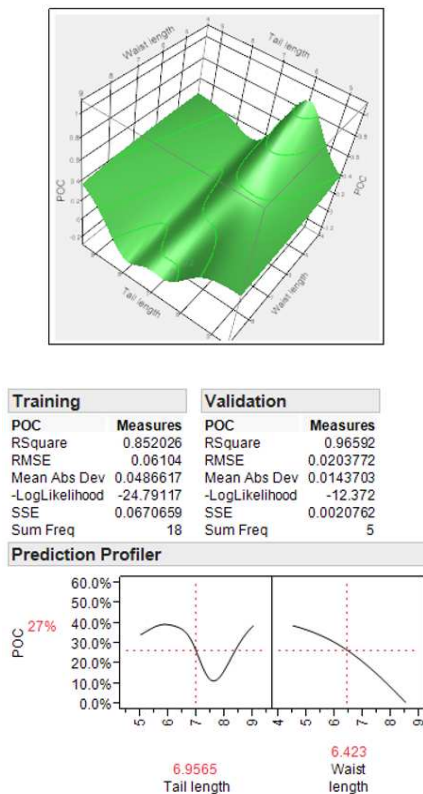 Waist length
Tail length
POC
POC
Tail length
Waist length
Training
POC Measures
RSquare 0.852026
RMSE 0.06104
Mean Abs Dev 0.0486617
-LogLikelihood -24.79117
SSE 0.0670659
Sum Freq 18
Validation
POC Measures
RSquare 0.96592
RMSE 0.0203772
Mean Abs Dev 0.0143703
-LogLikelihood -12.372
SSE 0.0020762
Sum Freq 5
Prediction Profiler
POC
27%
60.0%
50.0%
40.0%
30.0%
20.0%
10.0%
0.0%
5 6 7 8 9
4 5 6 7 8 9
6.9565
Tail length
6.423
Waist
length